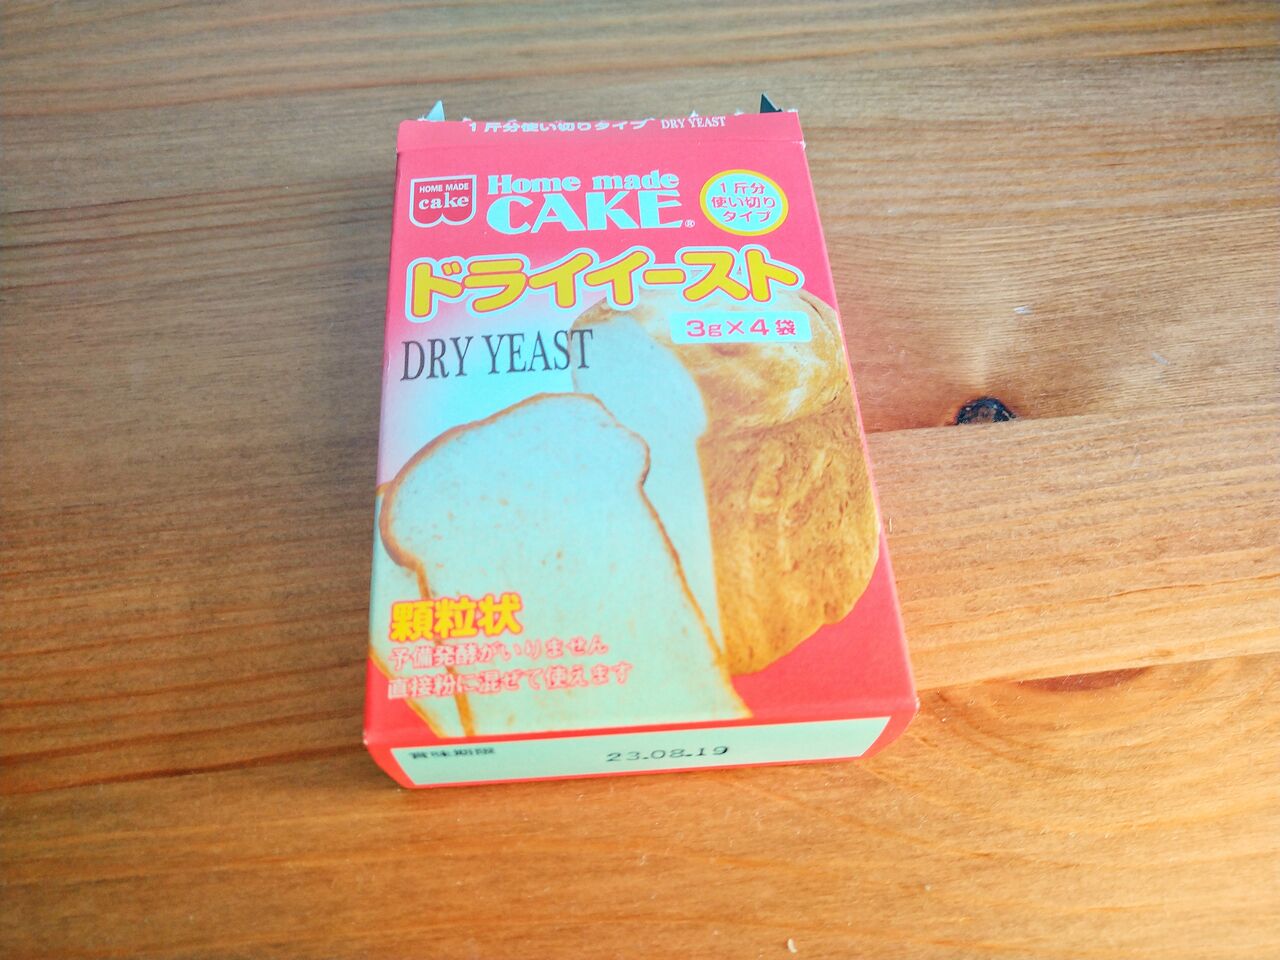 1斤分使い切りタイプ DRY YEAST
HOME MADE
cake
Home made
CAKE®
1斤分
使い切り
タイプ
ドライイースト
3g×4袋
DRY YEAST
顆粒状
予備発酵がいりません
直接粉に混ぜて使えます
賞味期限 23.08.19